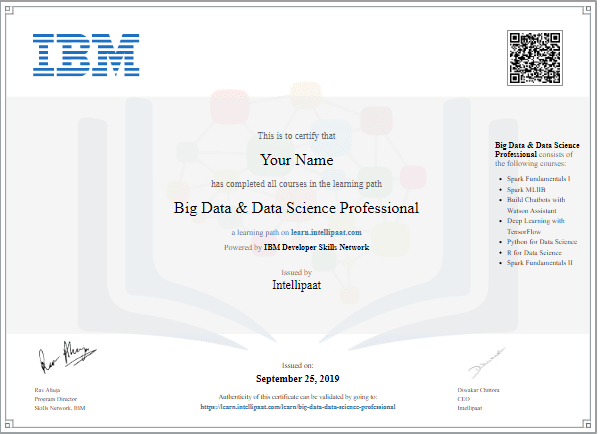 IBM
This is to certify that
Your Name
has completed all courses in the learning path
Big Data & Data Science Professional
a learning path on learn.intellipaat.com
Powered by IBM Developer Skills Network
Issued by
Intellipaat
Big Data & Data Science
Professional consists of
the following courses:
• Spark Fundamentals I
• Spark MLlIB
• Build Chatbots with
Watson Assistant
• Deep Learning with
TensorFlow
• Python for Data Science
• R for Data Science
• Spark Fundamentals II
Rav Ahuja
Program Director
Skills Network, IBM
Issued on:
September 25, 2019
Authenticity of this certificate can be validated by going to:
https://learn.intellipaat.com/learn/big-data-data-science-professional
Diwakar Chittora
CEO
Intellipaat